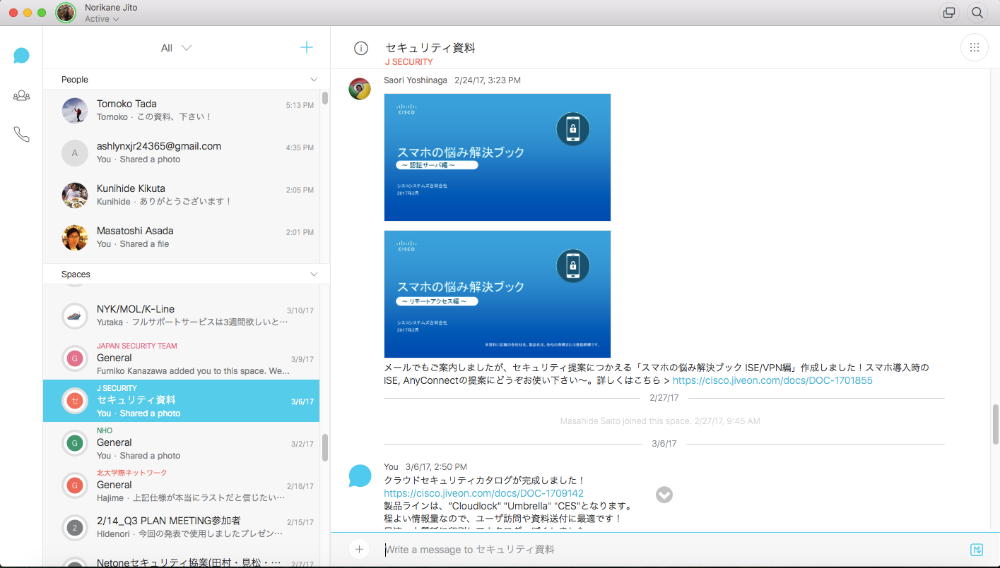 Norikane Jito
Active
All
People
Tomoko Tada
5:13 PM
Tomoko · この資料、下さい！
A
ashlynxjr24365@gmail.com
4:35 PM
You · Shared a photo
Kunihide Kikuta
2:05 PM
Kunihide · ありがとうございます！
Masatoshi Asada
2:01 PM
You · Shared a file
Spaces
NYK/MOL/K-Line
3/10/17
Yutaka · フルサポートサービスは3週間欲しいと…
JAPAN SECURITY TEAM
G
General
3/9/17
Fumiko Kanazawa added you to this space. We...
J SECURITY
セ
セキュリティ資料
3/6/17
You · Shared a photo
NHO
G
General
3/2/17
You · Shared a photo
北大学際ネットワーク
G
General
2/16/17
Hajime · 上記仕様が本当にラストだと信じたい…
2
2/14_Q3 PLAN MEETING参加者
2/15/17
Hidenori · 今回の発表で使用しましたプレゼン…
Netoneセキュリティ協業(田村・見松・…
2/7/17
セキュリティ資料
J SECURITY
Saori Yoshinaga 2/24/17, 3:23 PM
CISCO
スマホの悩み解決ブック
～ 認証サーバ編 ～
シスコシステムズ合同会社
2017年2月
CISCO
スマホの悩み解決ブック
～ リモートアクセス編 ～
シスコシステムズ合同会社
2017年2月
本資料に記載の各社社名、製品名は、各社の商標または登録商標です。
メールでもご案内しましたが、セキュリティ提案につかえる「スマホの悩み解決ブック ISE/VPN編」作成しました！スマホ導入時の
ISE, AnyConnectの提案にどうぞお使い下さい〜。詳しくはこちら > https://cisco.jiveon.com/docs/DOC-1701855
2/27/17
Masahide Saito joined this space. 2/27/17, 9:45 AM
3/6/17
You 3/6/17, 2:50 PM
クラウドセキュリティカタログが完成しました！
https://cisco.jiveon.com/docs/DOC-1709142
製品ラインは、”Cloudlock" "Umbrella" "CES"となります。
程よい情報量なので、ユーザ訪問や資料送付に最適です！
Write a message to セキュリティ資料